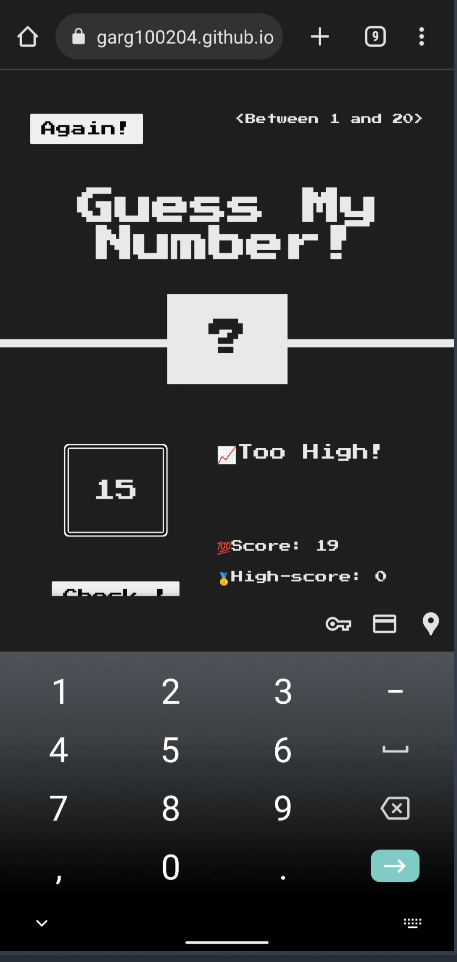 garg100204.github.io
9
Again!
<Between 1 and 20>
Guess My
Number!
?
15
📈Too High!
💯Score: 19
🥇High-score: 0
Check !
1 2 3 −
4 5 6
7 8 9
, 0 .